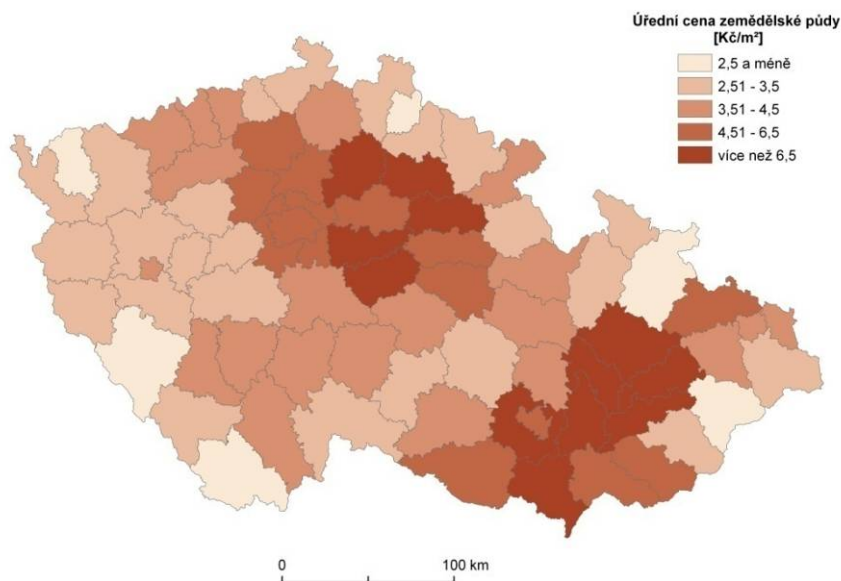 Úřední cena zemědělské půdy
[Kč/m²]
2,5 a méně
2,51 - 3,5
3,51 - 4,5
4,51 - 6,5
více než 6,5
0 100 km